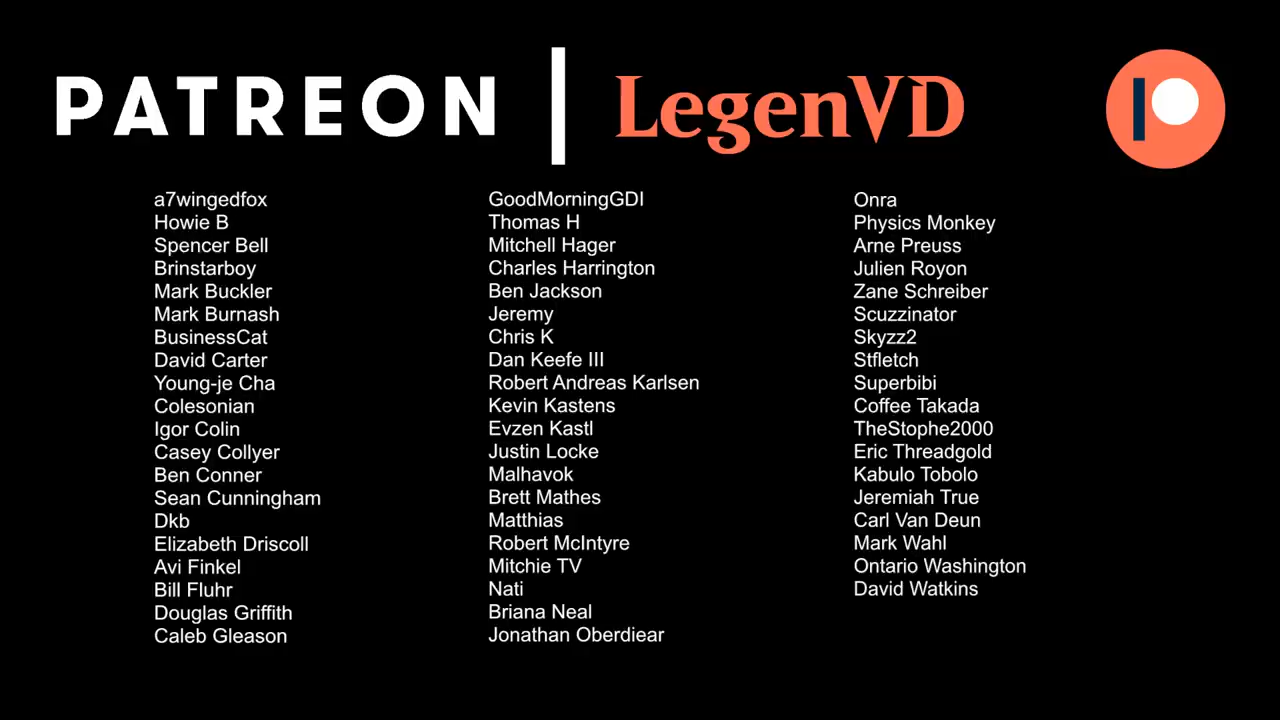 PATREON | LegenVD
a7wingedfox
Howie B
Spencer Bell
Brinstarboy
Mark Buckler
Mark Burnash
BusinessCat
David Carter
Young-je Cha
Colesonian
Igor Colin
Casey Collyer
Ben Conner
Sean Cunningham
Dkb
Elizabeth Driscoll
Avi Finkel
Bill Fluhr
Douglas Griffith
Caleb Gleason
GoodMorningGDI
Thomas H
Mitchell Hager
Charles Harrington
Ben Jackson
Jeremy
Chris K
Dan Keefe III
Robert Andreas Karlsen
Kevin Kastens
Evzen Kastl
Justin Locke
Malhavok
Brett Mathes
Matthias
Robert McIntyre
Mitchie TV
Nati
Briana Neal
Jonathan Oberdiear
Onra
Physics Monkey
Arne Preuss
Julien Royon
Zane Schreiber
Scuzzinator
Skyzz2
Stfletch
Superbibi
Coffee Takada
TheStophe2000
Eric Threadgold
Kabulo Tobolo
Jeremiah True
Carl Van Deun
Mark Wahl
Ontario Washington
David Watkins